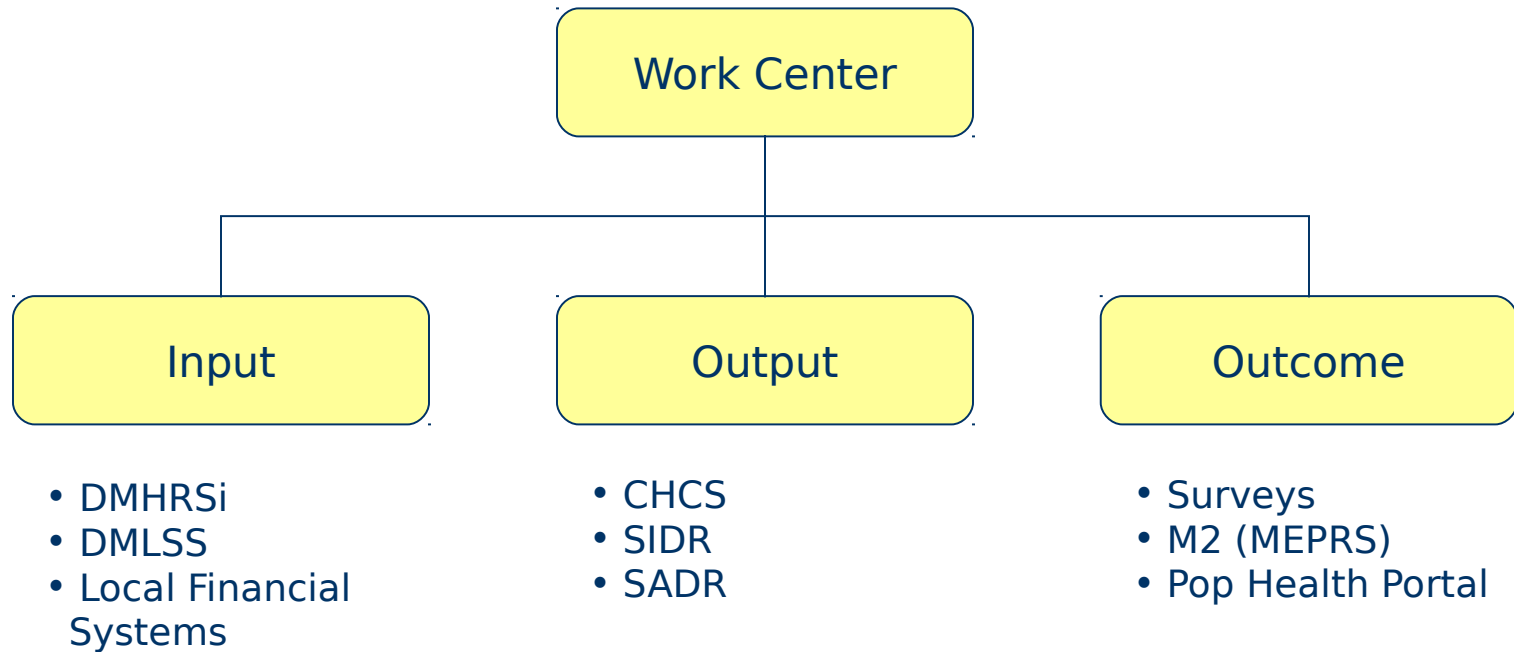 Work Center
Input
Output
Outcome
• DMHRSi
• DMLSS
• Local Financial
Systems
• CHCS
• SIDR
• SADR
• Surveys
• M2 (MEPRS)
• Pop Health Portal